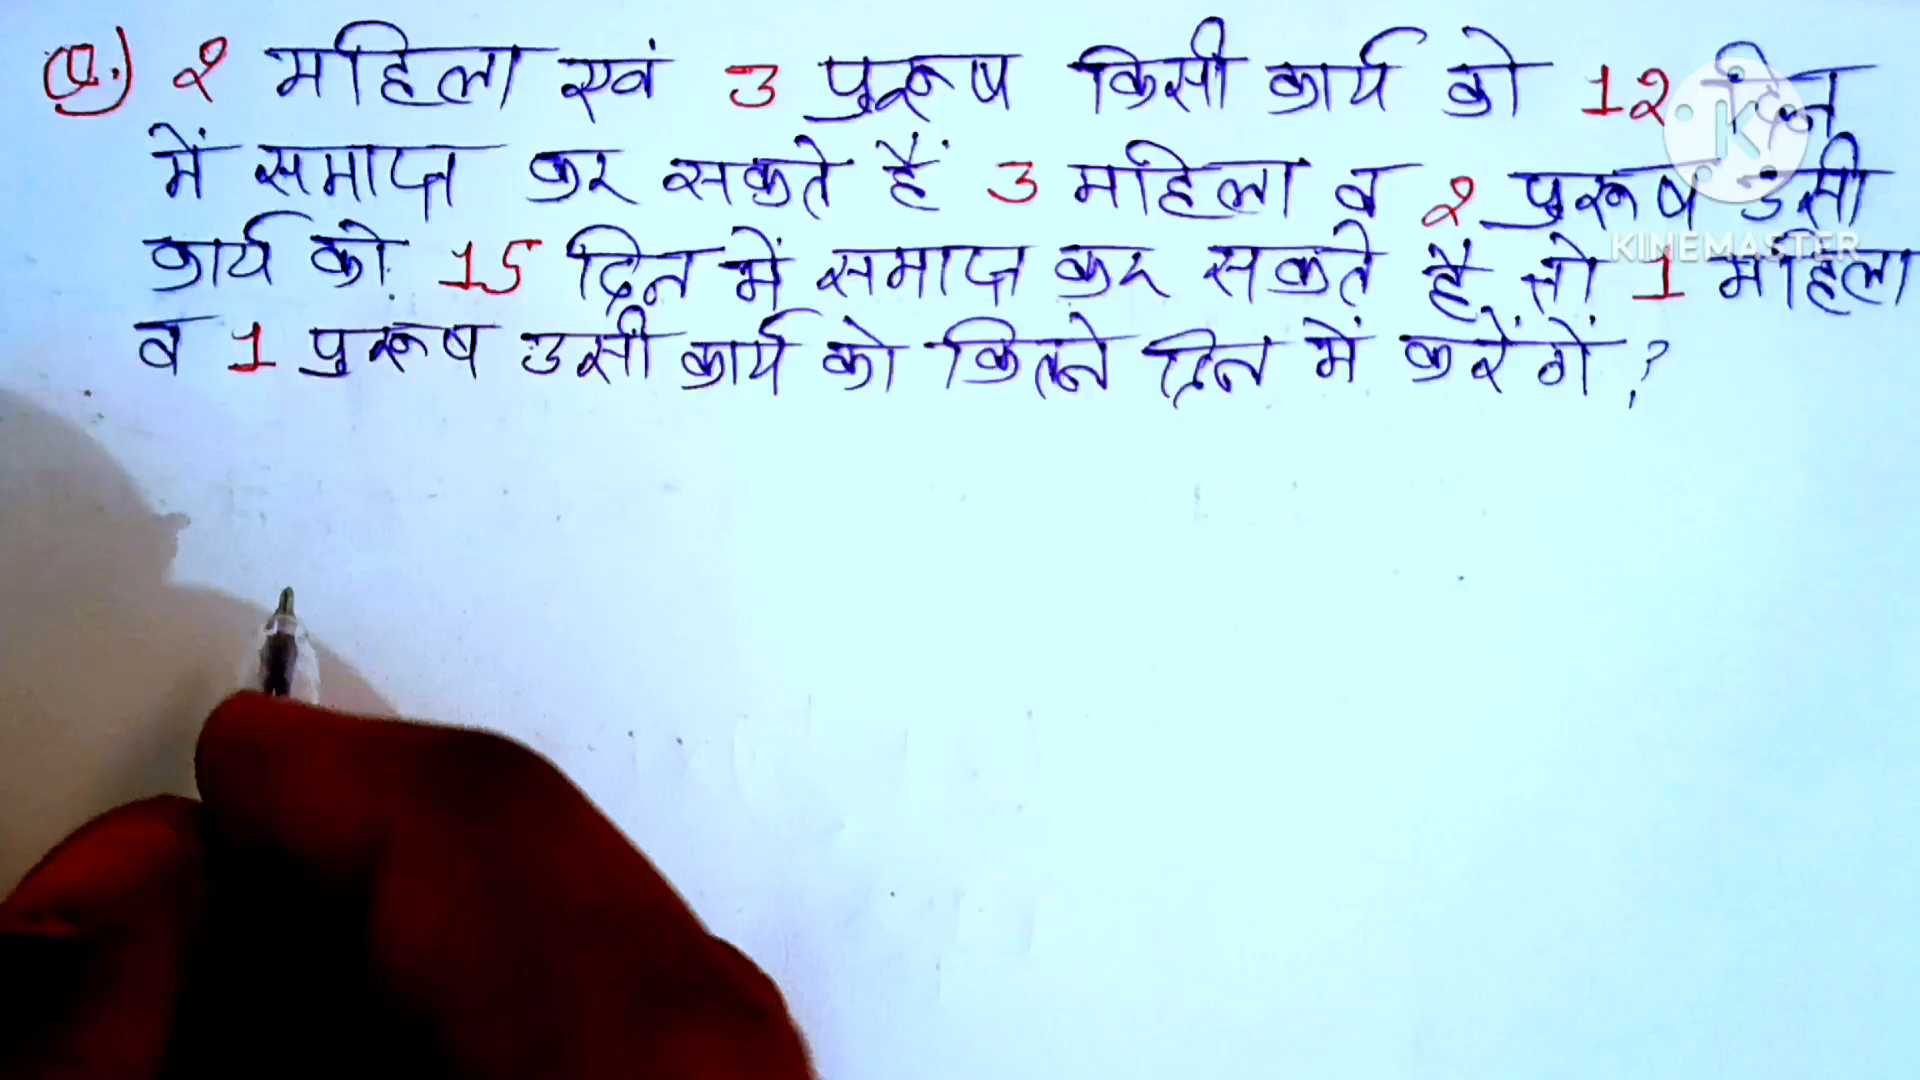 Q.) 2 महिला एवं 3 पुरूष किसी कार्य को 12 दिन
में समाप्त कर सकते हैं 3 महिला व 2 पुरूष उसी
कार्य को 15 दिन में समाप्त कर सकते है तो 1 महिला
व 1 पुरूष उसी कार्य को कितने दिन में करेंगें?
KINEMASTER